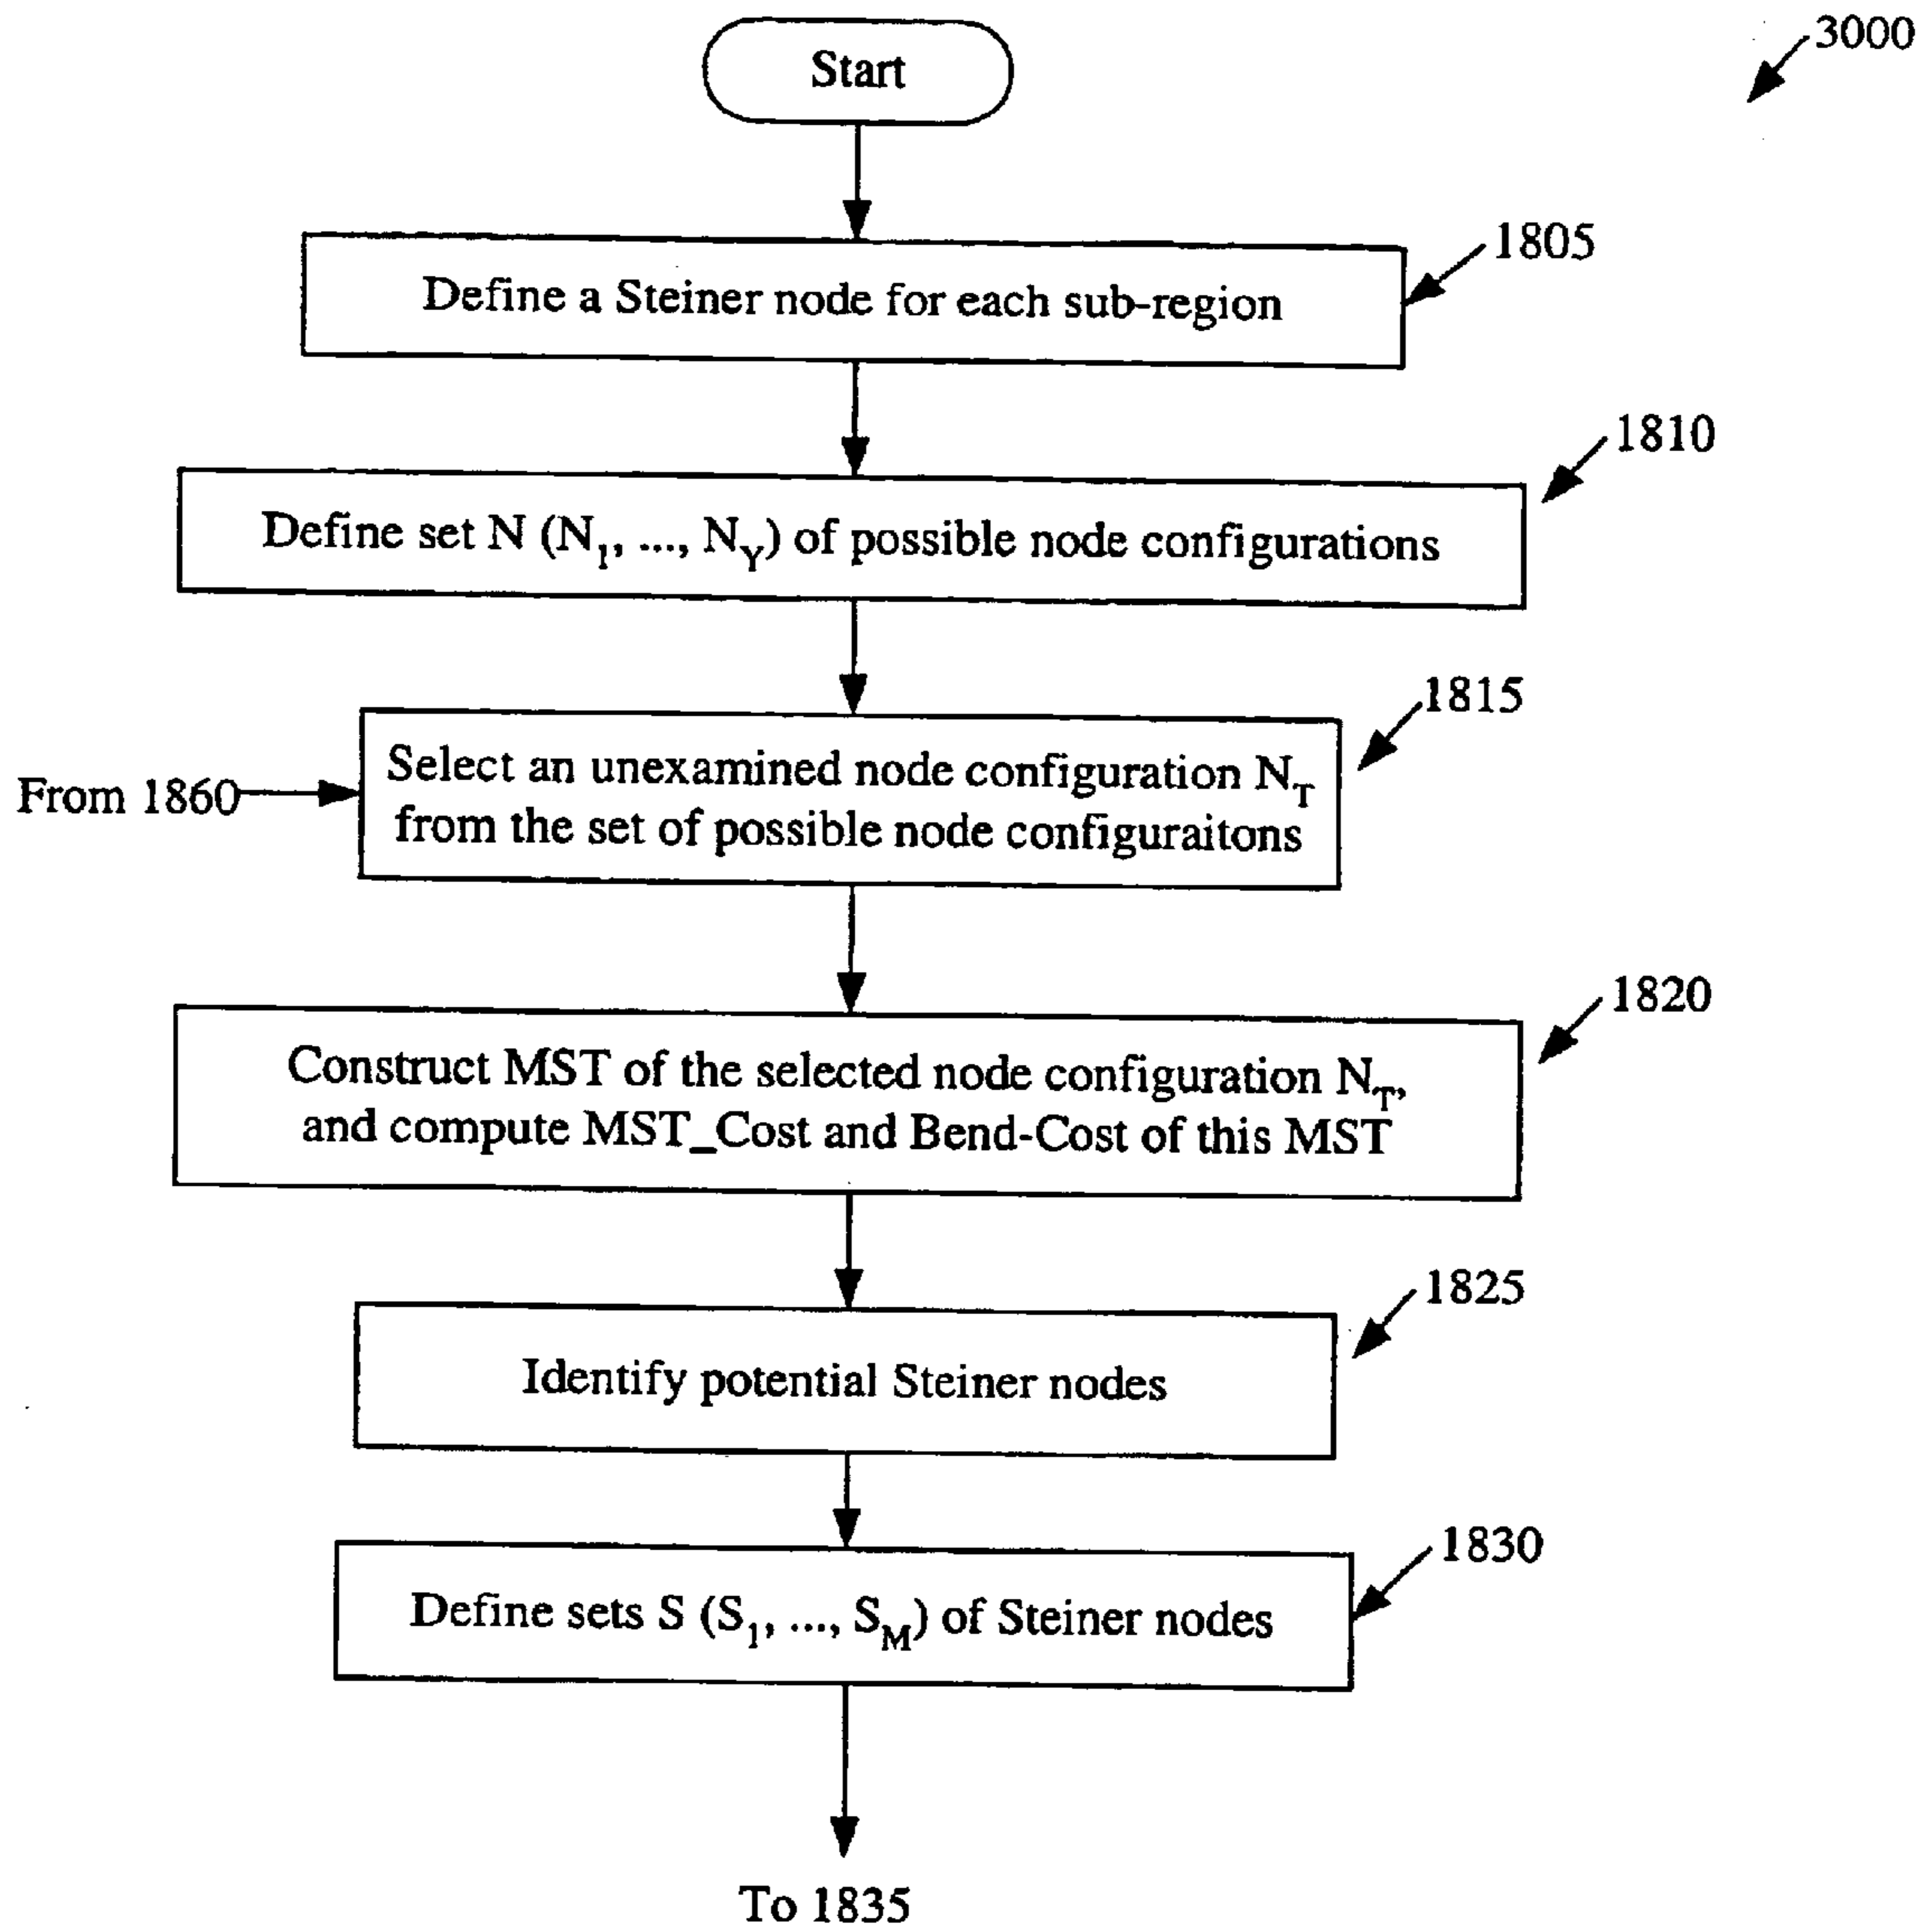 3000
Start
1805
Define a Steiner node for each sub-region
1810
Define set N (N1, ..., NY) of possible node configurations
1815
Select an unexamined node configuration NT
From 1860
from the set of possible node configuraitons
1820
Construct MST of the selected node configuration NT,
and compute MST_Cost and Bend-Cost of this MST
1825
Identify potential Steiner nodes
1830
Define sets S (S1, ..., SM) of Steiner nodes
To 1835